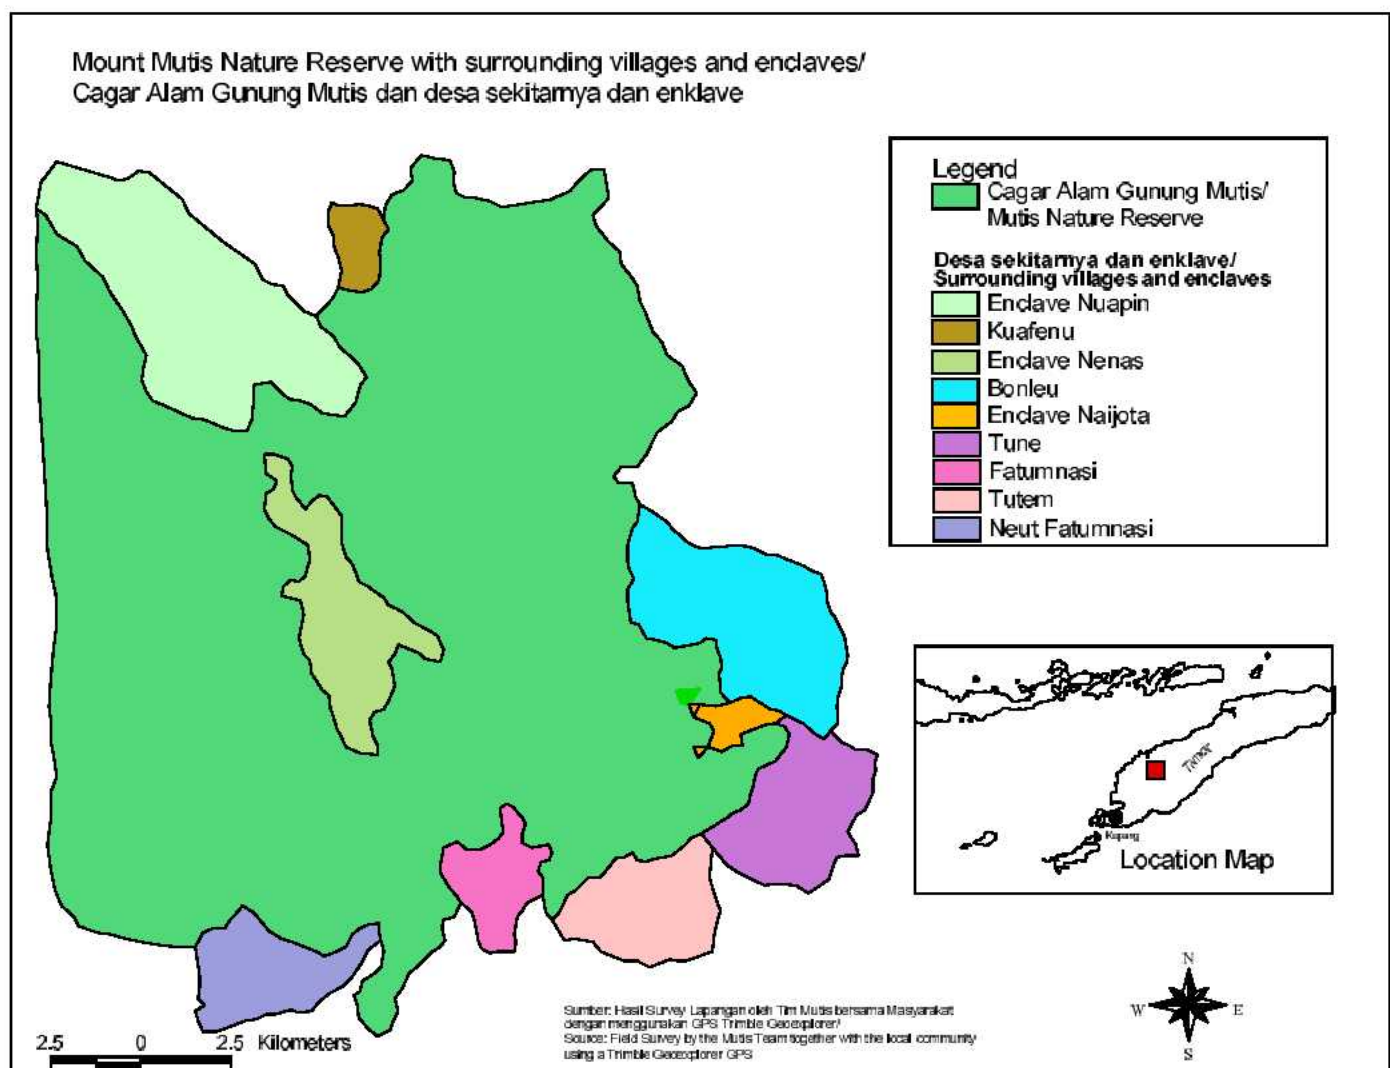 Mount Mutis Nature Reserve with surrounding villages and enclaves/
Cagar Alam Gunung Mutis dan desa sekitarnya dan enklave
Legend
Cagar Alam Gunung Mutis/
Mutis Nature Reserve
Desa sekitarnya dan enklave/
Surrounding villages and enclaves
Enclave Nuapin
Kuafenu
Enclave Nenas
Bonleu
Enclave Naijota
Tune
Fatumnasi
Tutem
Neut Fatumnasi
Timor
Kupang
Location Map
N
W E
S
Sumber: Hasil Survey Lapangan oleh Tim Mutis bersama Masyarakat
dengan menggunakan GPS Trimble Geoexplorer/
Source: Field Survey by the Mutis Team together with the local community
using a Trimble Geoexplorer GPS
2.5 0 2.5 Kilometers